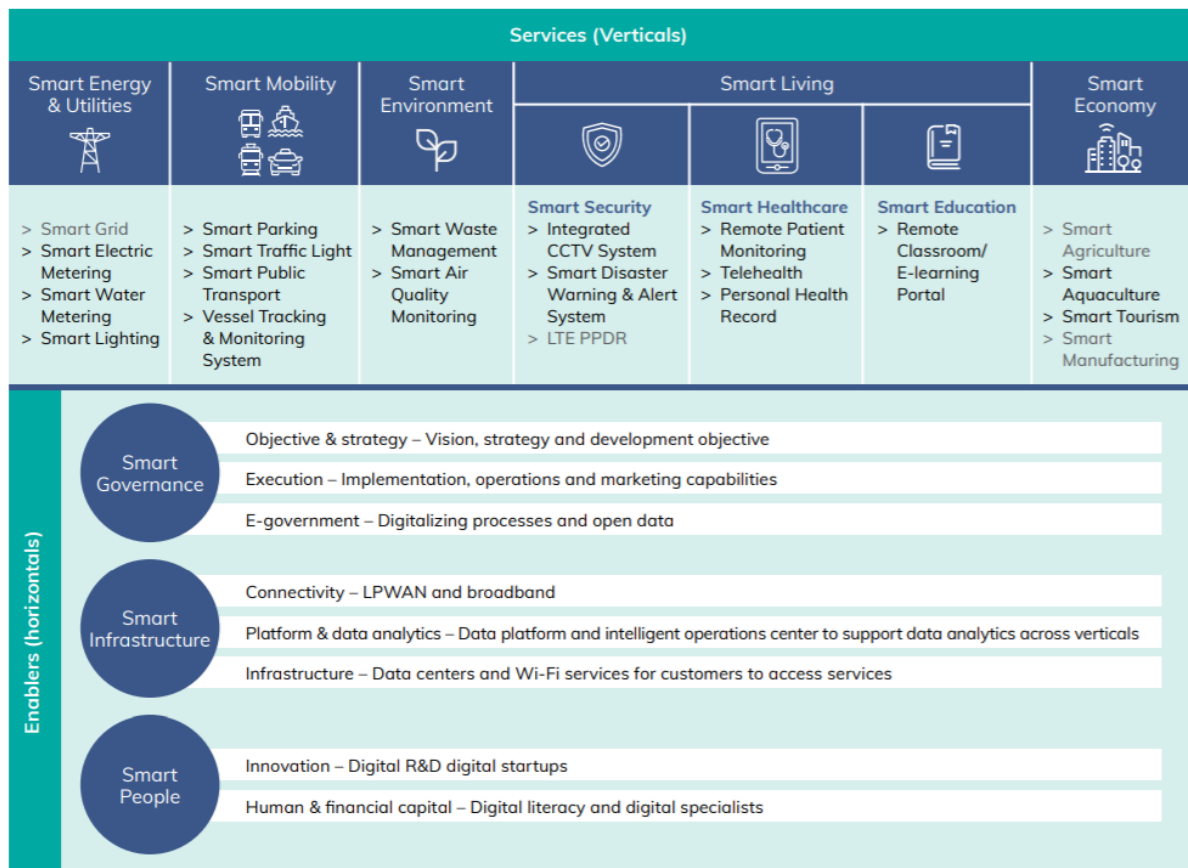 Services (Verticals)
Smart Energy
& Utilities
Smart Mobility
Smart
Environment
Smart Living
Smart
Economy
> Smart Grid
> Smart Electric
Metering
> Smart Water
Metering
> Smart Lighting
> Smart Parking
> Smart Traffic Light
> Smart Public
Transport
> Vessel Tracking
& Monitoring
System
> Smart Waste
Management
> Smart Air
Quality
Monitoring
Smart Security
> Integrated
CCTV System
> Smart Disaster
Warning & Alert
System
> LTE PPDR
Smart Healthcare
> Remote Patient
Monitoring
> Telehealth
> Personal Health
Record
Smart Education
> Remote
Classroom/
E-learning
Portal
> Smart
Agriculture
> Smart
Aquaculture
> Smart Tourism
> Smart
Manufacturing
Enablers (horizontals)
Smart
Governance
Objective & strategy – Vision, strategy and development objective
Execution – Implementation, operations and marketing capabilities
E-government – Digitalizing processes and open data
Smart
Infrastructure
Connectivity – LPWAN and broadband
Platform & data analytics – Data platform and intelligent operations center to support data analytics across verticals
Infrastructure – Data centers and Wi-Fi services for customers to access services
Smart
People
Innovation – Digital R&D digital startups
Human & financial capital – Digital literacy and digital specialists